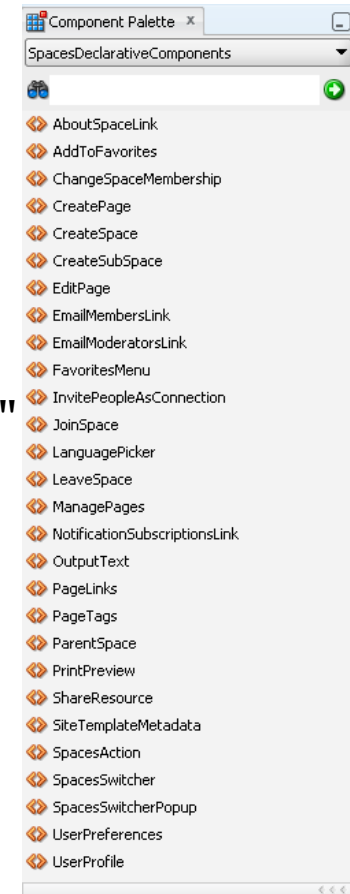 Component Palette
SpacesDeclarativeComponents
AboutSpaceLink
AddToFavorites
ChangeSpaceMembership
CreatePage
CreateSpace
CreateSubSpace
EditPage
EmailMembersLink
EmailModeratorsLink
FavoritesMenu
"
InvitePeopleAsConnection
JoinSpace
LanguagePicker
LeaveSpace
ManagePages
NotificationSubscriptionsLink
OutputText
PageLinks
PageTags
ParentSpace
PrintPreview
ShareResource
SiteTemplateMetadata
SpacesAction
SpacesSwitcher
SpacesSwitcherPopup
UserPreferences
UserProfile